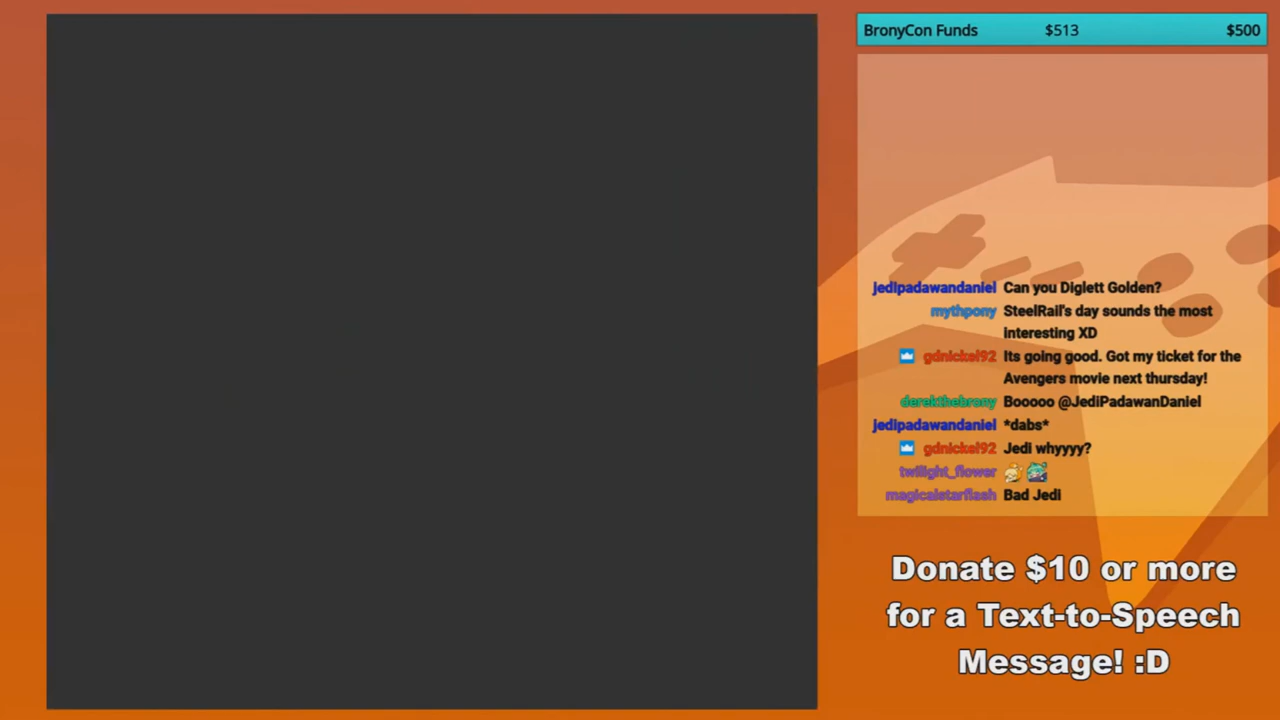 BronyCon Funds $513 $500
jedipadawandaniel Can you Diglett Golden?
mythpony SteelRail's day sounds the most
interesting XD
gdnickel92 Its going good. Got my ticket for the
Avengers movie next thursday!
derekthebrony Booooo @JediPadawanDaniel
jedipadawandaniel *dabs*
gdnickel92 Jedi whyyyy?
twilight_flower
magicalstarflash Bad Jedi
Donate $10 or more
for a Text-to-Speech
Message! :D